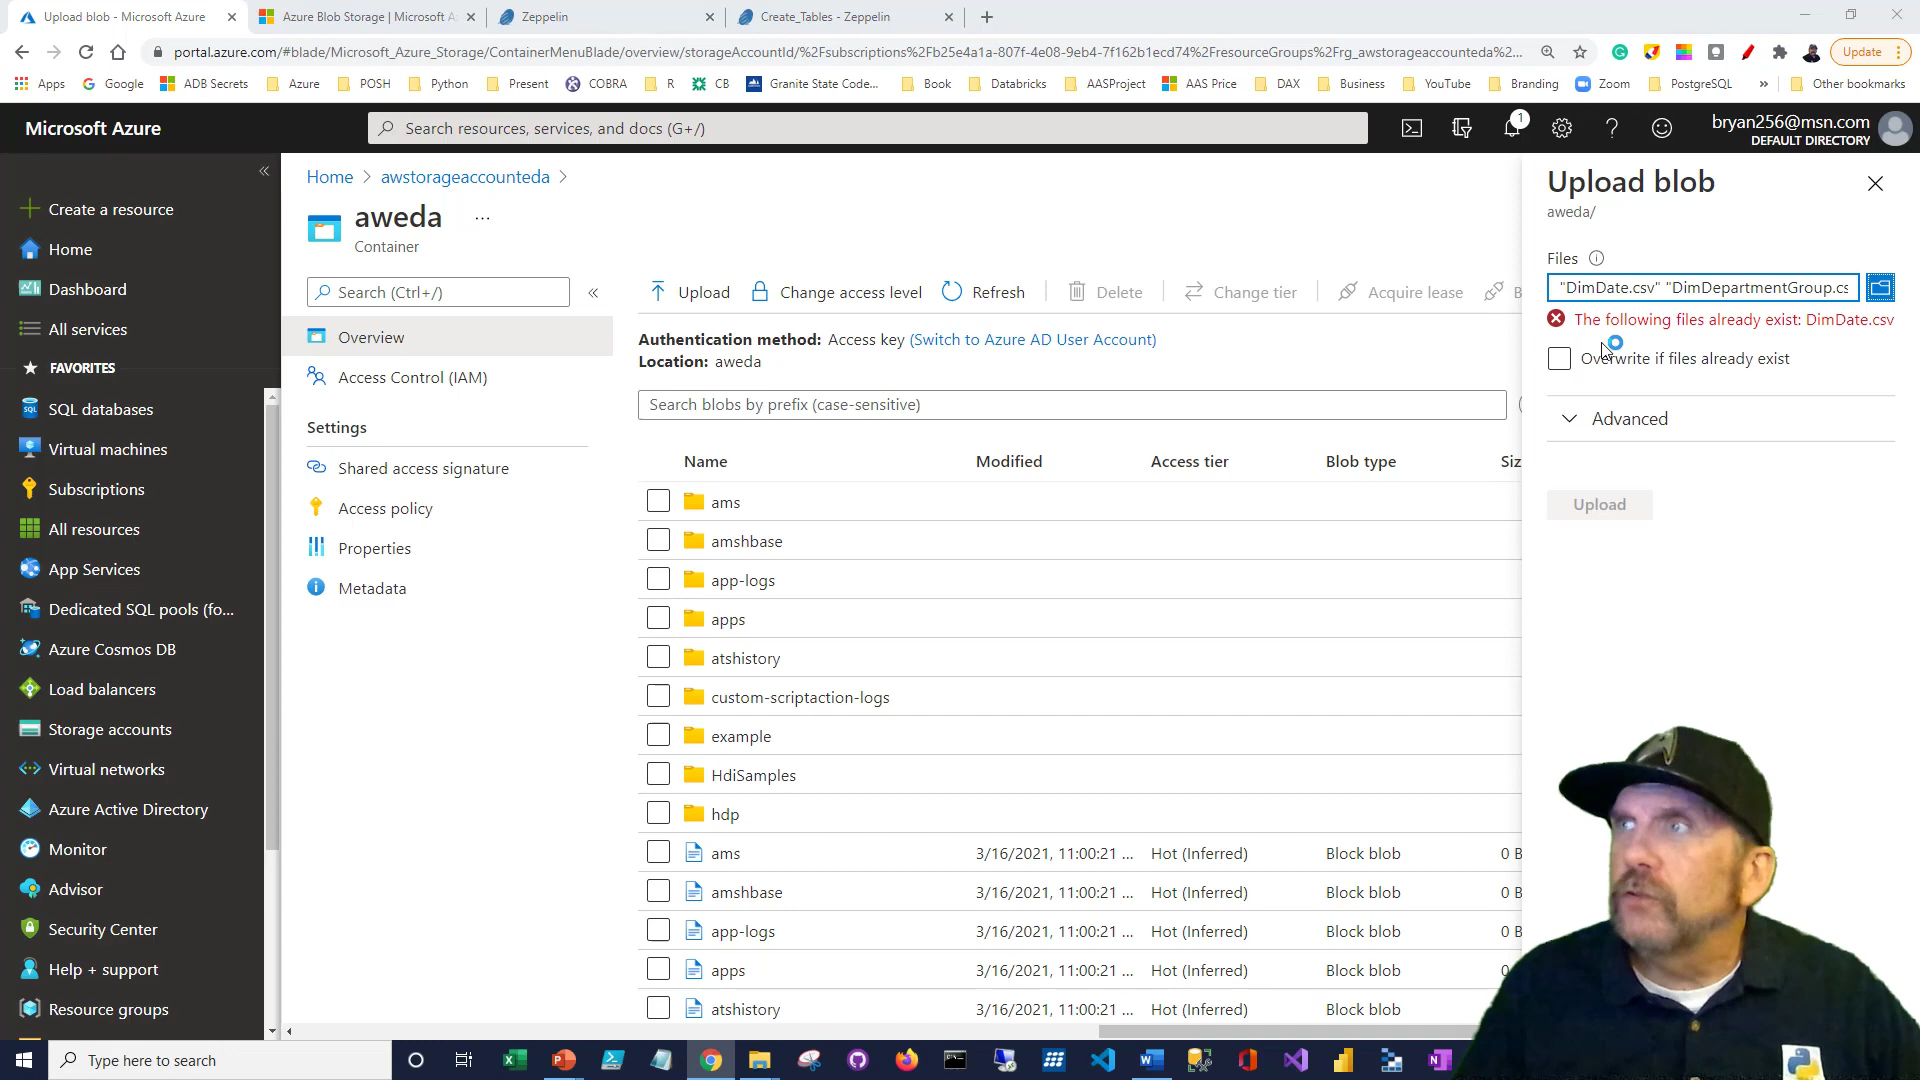 Upload blob - Microsoft Azure
Azure Blob Storage | Microsoft A
Zeppelin
Create_Tables - Zeppelin
portal.azure.com/#blade/Microsoft_Azure_Storage/ContainerMenuBlade/overview/storageAccountId/%2Fsubscriptions%2Fb25e4a1a-807f-4e08-9eb4-7f162b1ecd74%2FresourceGroups%2Frg_awstorageaccounteda%2...
Update
Apps
Google
ADB Secrets
Azure
POSH
Python
Present
COBRA
R
CB
Granite State Code...
Book
Databricks
AASProject
AAS Price
DAX
Business
YouTube
Branding
Zoom
PostgreSQL
»
Other bookmarks
Microsoft Azure
Search resources, services, and docs (G+/)
1
bryan256@msn.com
DEFAULT DIRECTORY
Create a resource
Home
Dashboard
All services
FAVORITES
SQL databases
Virtual machines
Subscriptions
All resources
App Services
Dedicated SQL pools (fo...
Azure Cosmos DB
Load balancers
Storage accounts
Virtual networks
Azure Active Directory
Monitor
Advisor
Security Center
Help + support
Resource groups
Home > awstorageaccounteda >
aweda ...
Container
Search (Ctrl+/)
Overview
Access Control (IAM)
Settings
Shared access signature
Access policy
Properties
Metadata
Upload
Change access level
Refresh
Delete
Change tier
Acquire lease
B
Authentication method: Access key (Switch to Azure AD User Account)
Location: aweda
Search blobs by prefix (case-sensitive)
Name Modified Access tier Blob type Siz
ams
amshbase
app-logs
apps
atshistory
custom-scriptaction-logs
example
HdiSamples
hdp
ams 3/16/2021, 11:00:21 ... Hot (Inferred) Block blob 0 B
amshbase 3/16/2021, 11:00:21 ... Hot (Inferred) Block blob 0 B
app-logs 3/16/2021, 11:00:21 ... Hot (Inferred) Block blob 0 B
apps 3/16/2021, 11:00:21 ... Hot (Inferred) Block blob 0
atshistory 3/16/2021, 11:00:21 ... Hot (Inferred) Block blob
Upload blob
aweda/
Files
"DimDate.csv" "DimDepartmentGroup.cs
The following files already exist: DimDate.csv
Overwrite if files already exist
Advanced
Upload
Type here to search